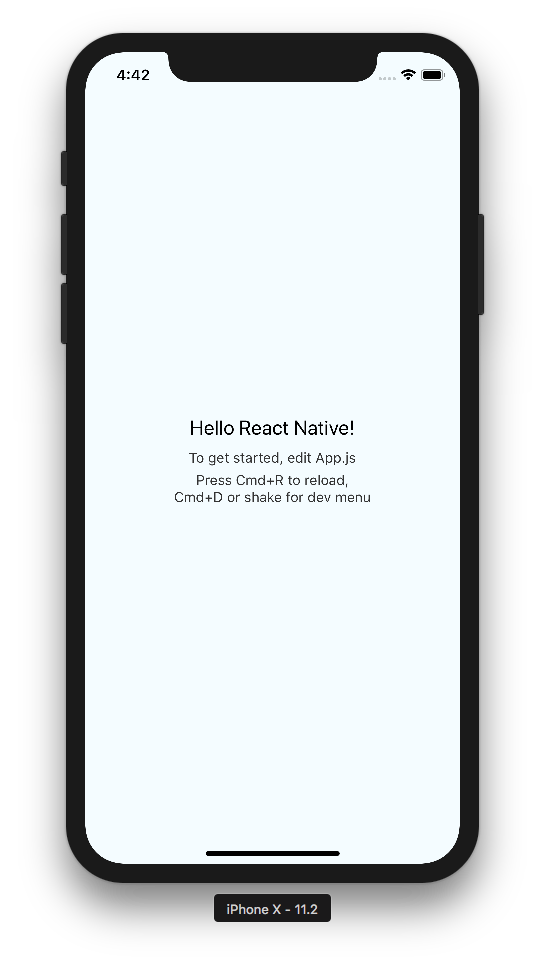 4:42
Hello React Native!
To get started, edit App.js
Press Cmd+R to reload,
Cmd+D or shake for dev menu
iPhone X - 11.2